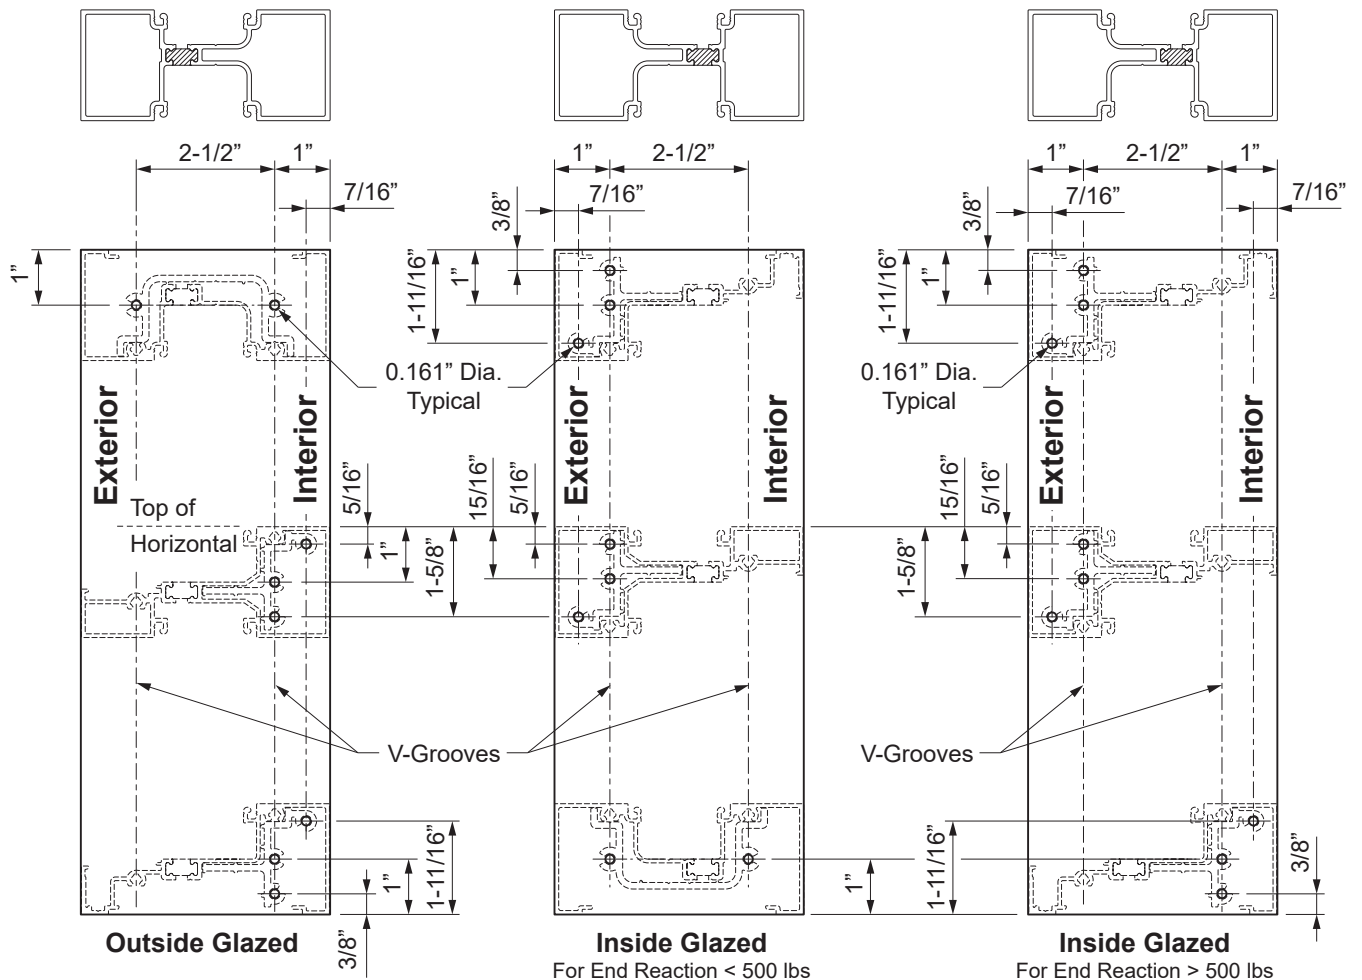 2-1/2” 1” 1” 2-1/2” 1” 2-1/2” 1”
7/16” 7/16” 7/16” 7/16”
3/8” 3/8”
1” 1-11/16” 1” 1-11/16” 1”
0.161” Dia.
Typical
0.161” Dia.
Typical
Exterior Interior Exterior Interior Exterior Interior
Top of
Horizontal
5/16” 15/16” 5/16” 15/16” 5/16”
1” 1-5/8” 1-5/8”
V-Grooves V-Grooves
1” 1-11/16” 1” 1-11/16” 3/8”
3/8”
Outside Glazed
Inside Glazed
For End Reaction < 500 lbs
Inside Glazed
For End Reaction > 500 lbs